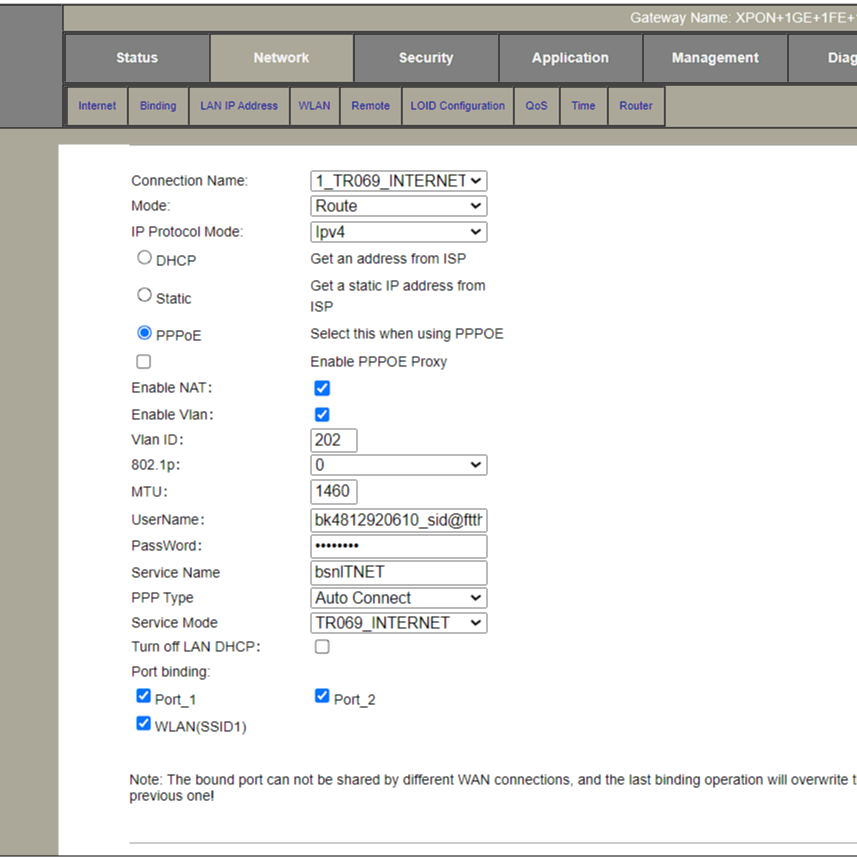 Gateway Name: XPON+1GE+1FE+
Status Network Security Application Management Diag
Internet Binding LAN IP Address WLAN Remote LOID Configuration QoS Time Router
Connection Name: 1_TR069_INTERNET
Mode: Route
IP Protocol Mode: Ipv4
DHCP Get an address from ISP
Static Get a static IP address from
ISP
PPPoE Select this when using PPPOE
Enable PPPOE Proxy
Enable NAT:
Enable Vlan:
Vlan ID: 202
802.1p: 0
MTU: 1460
UserName: bk4812920610_sid@ftth
PassWord: ••••••••
Service Name bsnlTNET
PPP Type Auto Connect
Service Mode TR069_INTERNET
Turn off LAN DHCP:
Port binding:
Port_1 Port_2
WLAN(SSID1)
Note: The bound port can not be shared by different WAN connections, and the last binding operation will overwrite t
previous one!